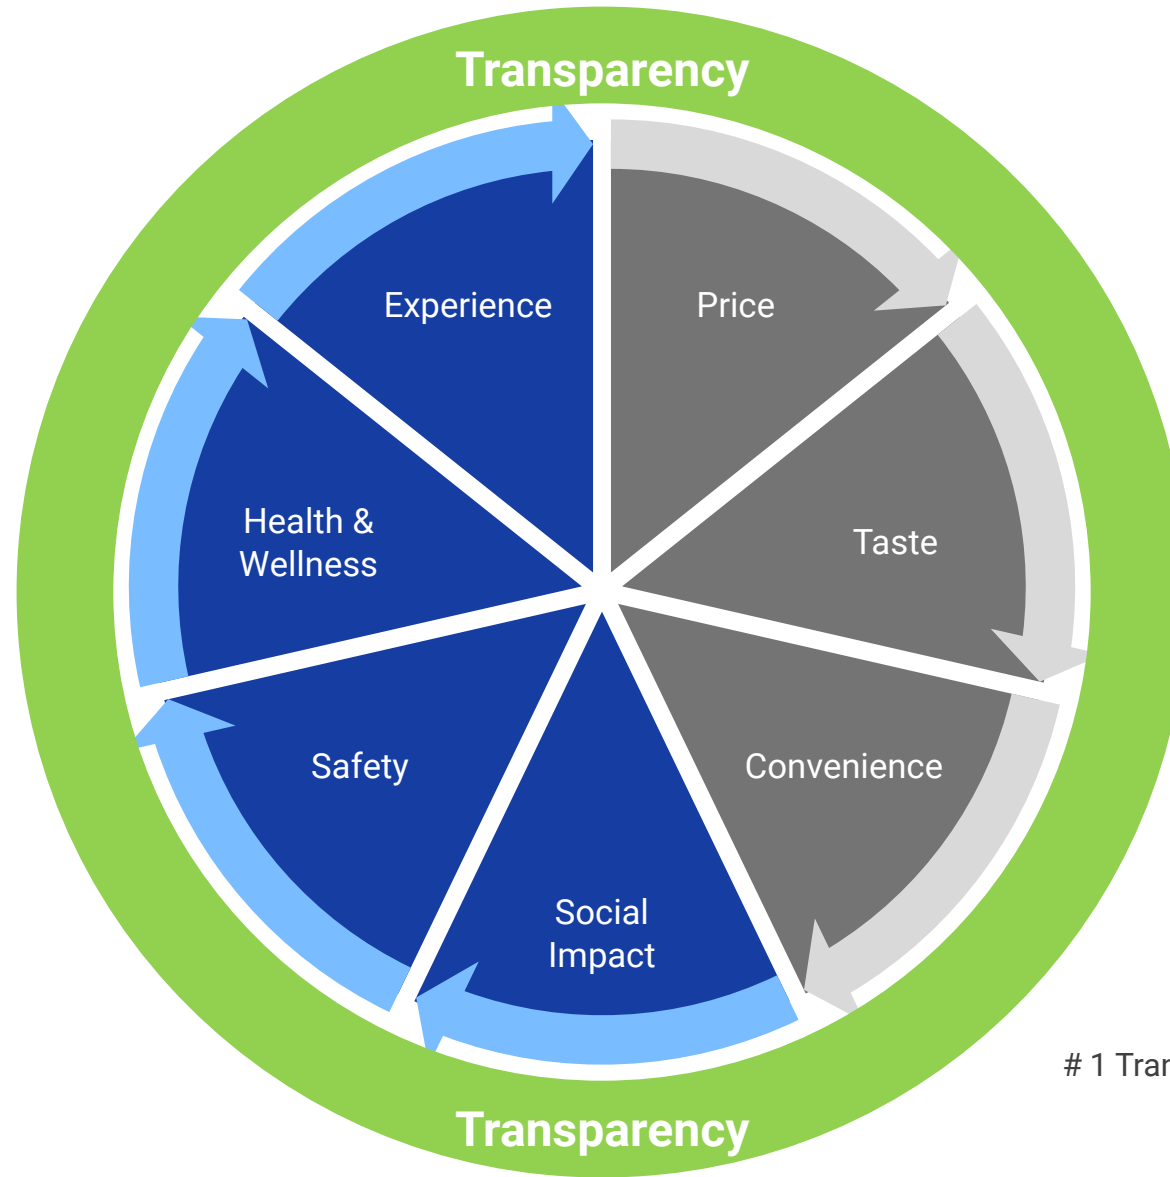 Transparency
Experience
Price
Health &
Wellness
Taste
Safety
Convenience
Social
Impact
# 1
Transparency